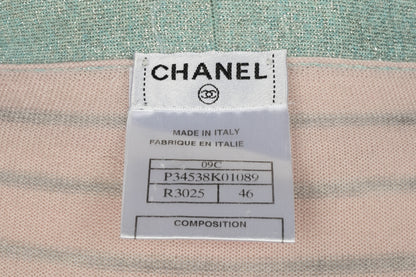 CHANEL
MADE IN ITALY
FABRIQUE EN ITALIE
09C
P34538K01089
R3025 46
COMPOSITION